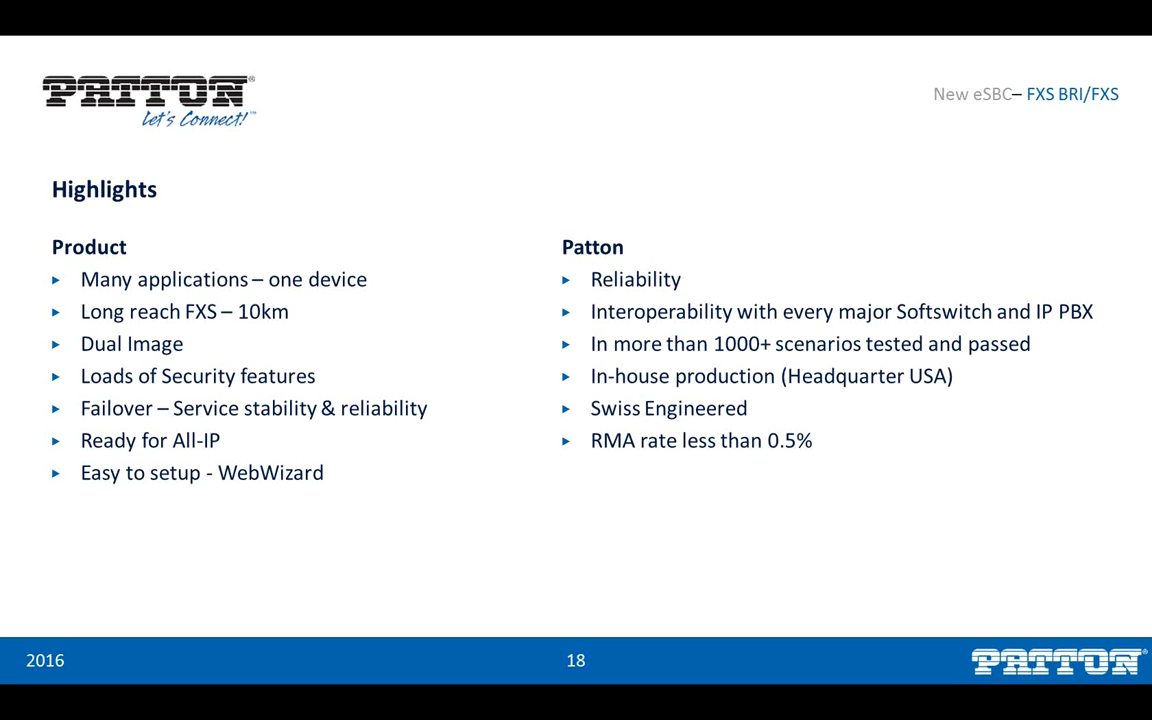 PATTON®
Let's Connect!™
New eSBC– FXS BRI/FXS
Highlights
Product
Many applications – one device
Long reach FXS – 10km
Dual Image
Loads of Security features
Failover – Service stability & reliability
Ready for All-IP
Easy to setup - WebWizard
Patton
Reliability
Interoperability with every major Softswitch and IP PBX
In more than 1000+ scenarios tested and passed
In-house production (Headquarter USA)
Swiss Engineered
RMA rate less than 0.5%
2016
18
PATTON®